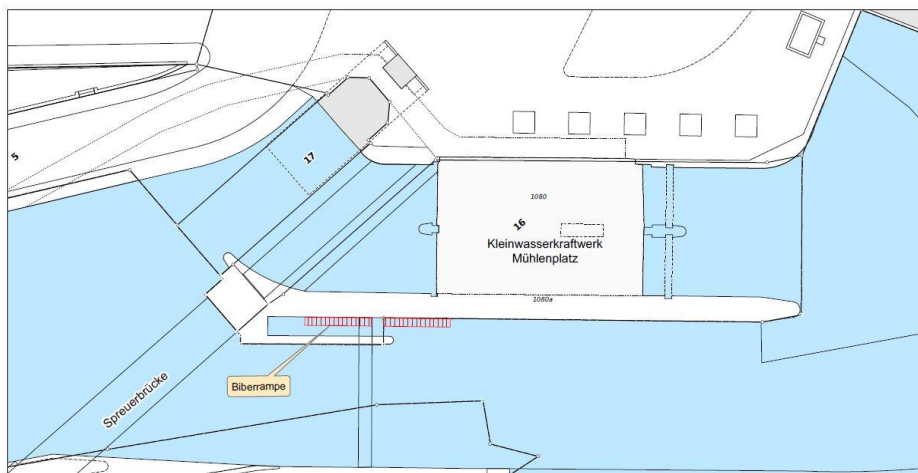 5
17
1080
16
Kleinwasserkraftwerk
Mühlenplatz
1080a
Biberrampe
Spreuerbrücke